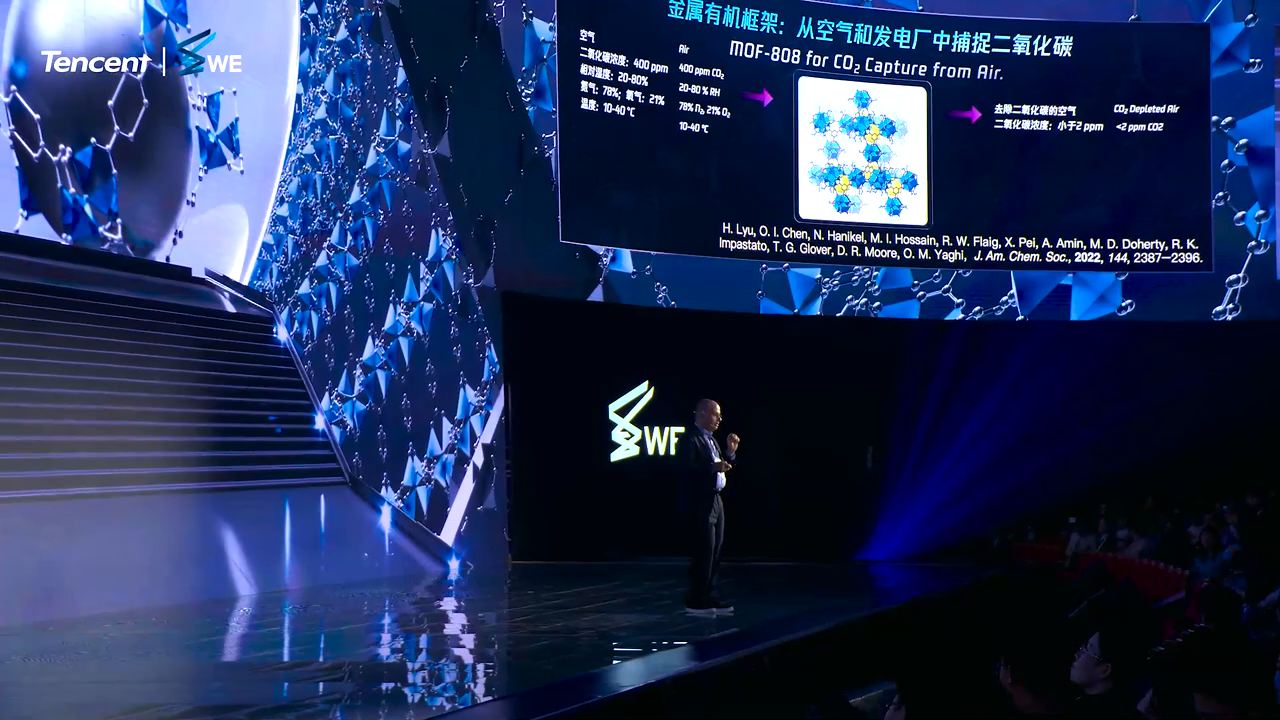 Tencent | WE
金属有机框架：从空气和发电厂中捕捉二氧化碳
MOF-808 for CO₂ Capture from Air.
空气
二氧化碳浓度：400 ppm
相对湿度：20-80%
氮气：78%；氧气：21%
温度：10-40 ℃
Air
400 ppm CO₂
20-80 % RH
78% N₂, 21% O₂
10-40 ℃
去除二氧化碳的空气
二氧化碳浓度：小于2 ppm
CO₂ Depleted Air
<2 ppm CO2
H. Lyu, O. I. Chen, N. Hanikel, M. I. Hossain, R. W. Flaig, X. Pei, A. Amin, M. D. Doherty, R. K.
Impastato, T. G. Glover, D. R. Moore, O. M. Yaghi, J. Am. Chem. Soc., 2022, 144, 2387–2396.
WE